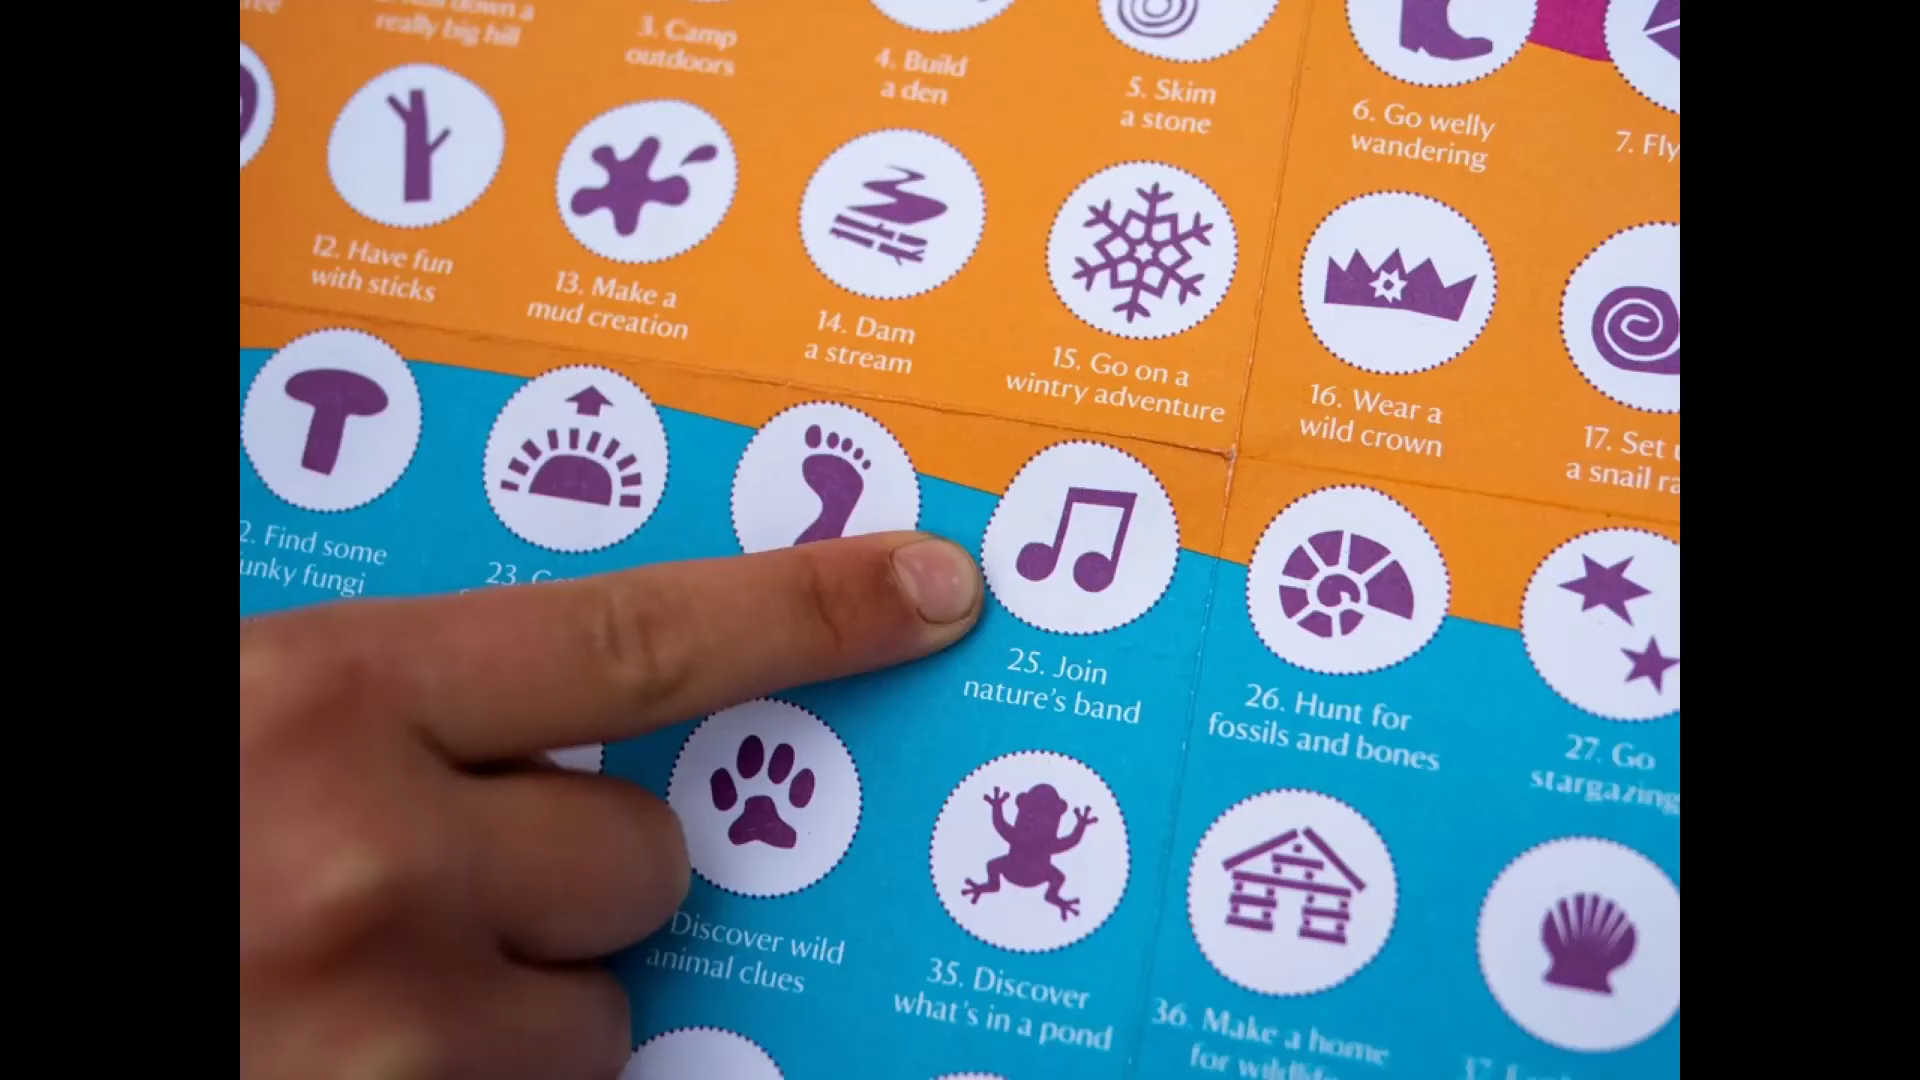 really big hill
3. Camp
outdoors
4. Build
a den
5. Skim
a stone
6. Go welly
wandering
7. Fly
12. Have fun
with sticks
13. Make a
mud creation
14. Dam
a stream
15. Go on a
wintry adventure
16. Wear a
wild crown
17. Set
a snail
Find some
fungi
23.
25. Join
nature's band
26. Hunt for
fossils and bones
27. Go
stargazing
Discover wild
animal clues
35. Discover
what's in a pond
36. Make a home
for